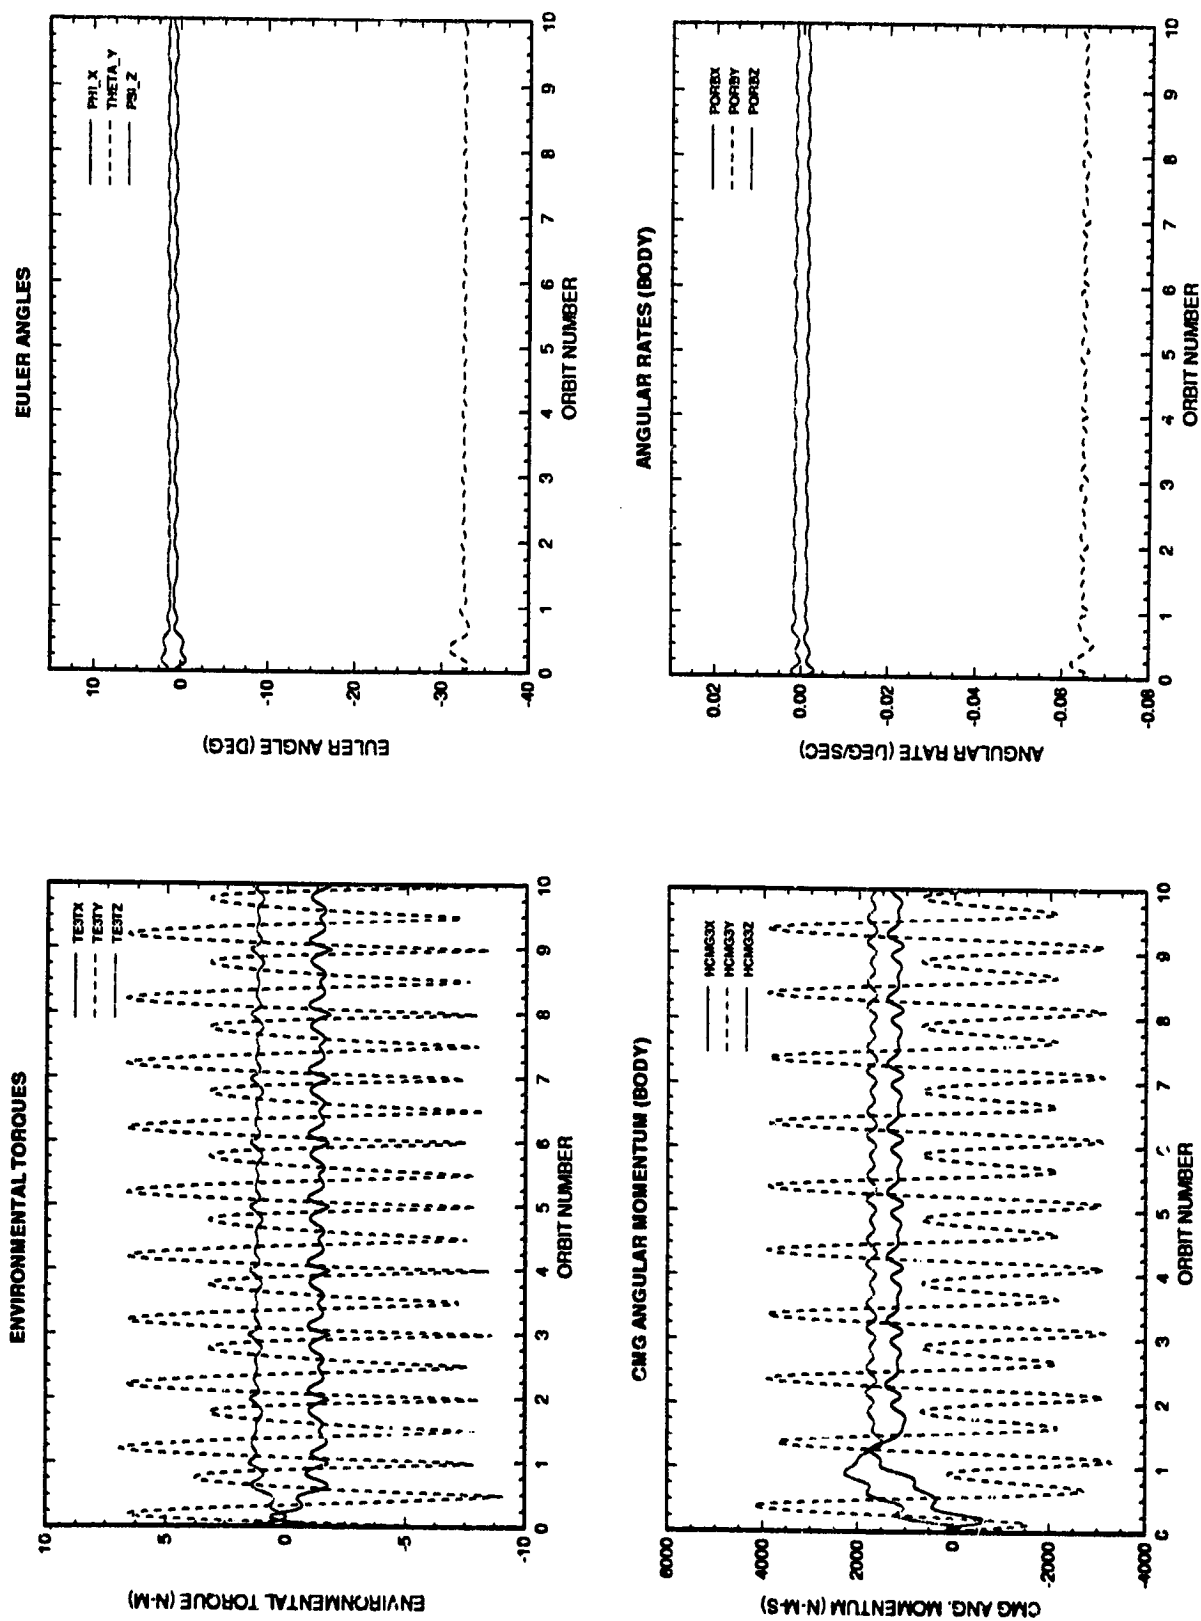 ENVIRONMENTAL TORQUES
TE3TX
TE3TY
TE3TZ
ENVIRONMENTAL TORQUE (N-M)
10
5
0
-5
-10
0 1 2 3 4 5 6 7 8 9 10
ORBIT NUMBER
EULER ANGLES
PHI_X
THETA_Y
PSI_Z
EULER ANGLE (DEG)
10
0
-10
-20
-30
-40
0 1 2 3 4 5 6 7 8 9 10
ORBIT NUMBER
CMG ANGULAR MOMENTUM (BODY)
HCMG3X
HCMG3Y
HCMG3Z
CMG ANG. MOMENTUM (N-M-S)
6000
4000
2000
0
-2000
-4000
0 1 2 3 4 5 6 7 8 9 10
ORBIT NUMBER
ANGULAR RATES (BODY)
PORBX
PORBY
PORBZ
ANGULAR RATE (DEG/SEC)
0.02
0.00
-0.02
-0.04
-0.06
-0.08
0 1 2 3 4 5 6 7 8 9 10
ORBIT NUMBER